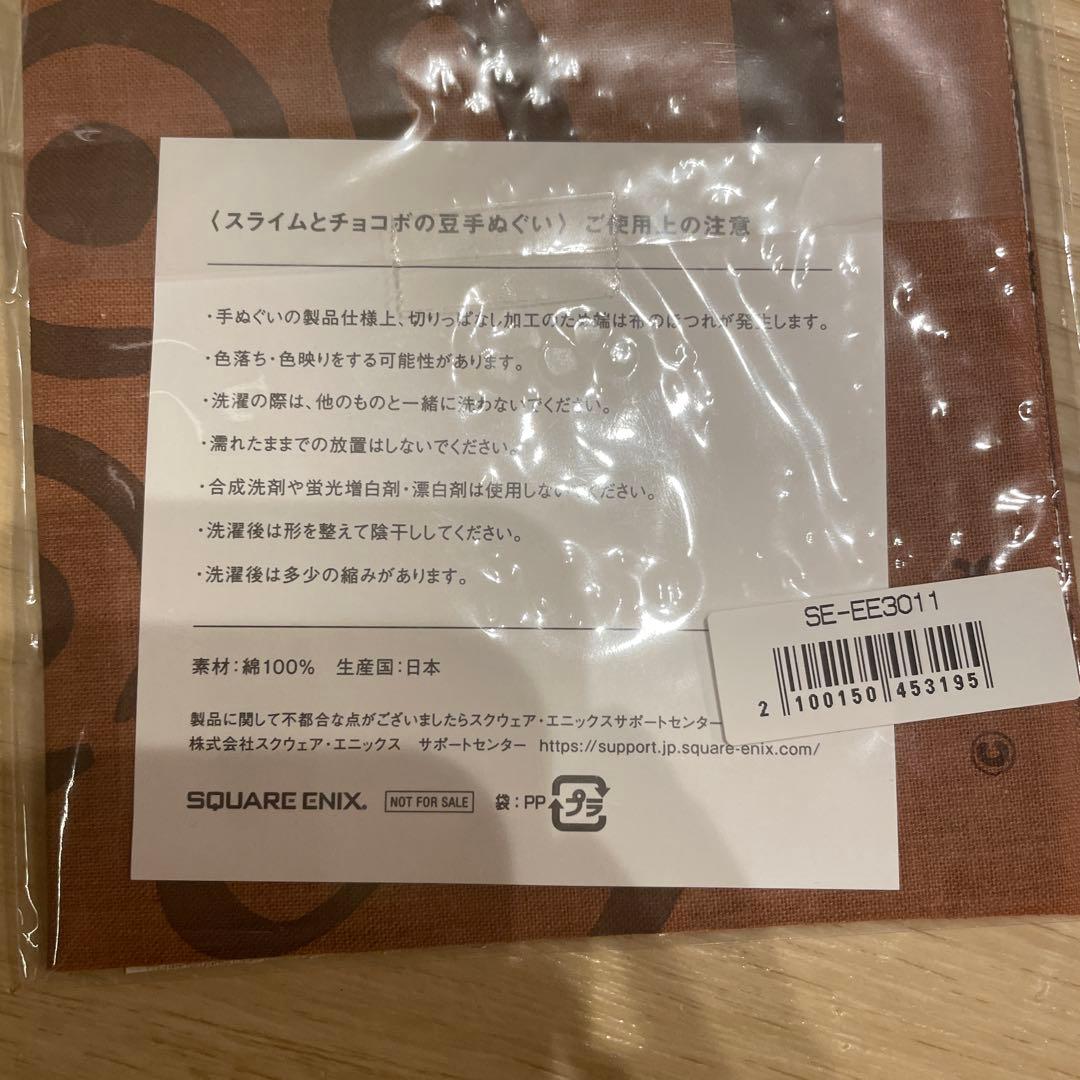 〈スライムとチョコボの豆手ぬぐい〉 ご使用上の注意
・手ぬぐいの製品仕様上、切りっぱなし加工のため端は布のほつれが発生します。
・色落ち・色映りをする可能性があります。
・洗濯の際は、他のものと一緒に洗わないでください。
・濡れたままでの放置はしないでください。
・合成洗剤や蛍光増白剤・漂白剤は使用しないでください。
・洗濯後は形を整えて陰干ししてください。
・洗濯後は多少の縮みがあります。
SE-EE3011
2 100150 453195
素材：綿100% 生産国：日本
製品に関して不都合な点がございましたらスクウェア・エニックスサポートセンター
株式会社スクウェア・エニックス サポートセンター https://support.jp.square-enix.com/
SQUARE ENIX. NOT FOR SALE 袋：PP プラ